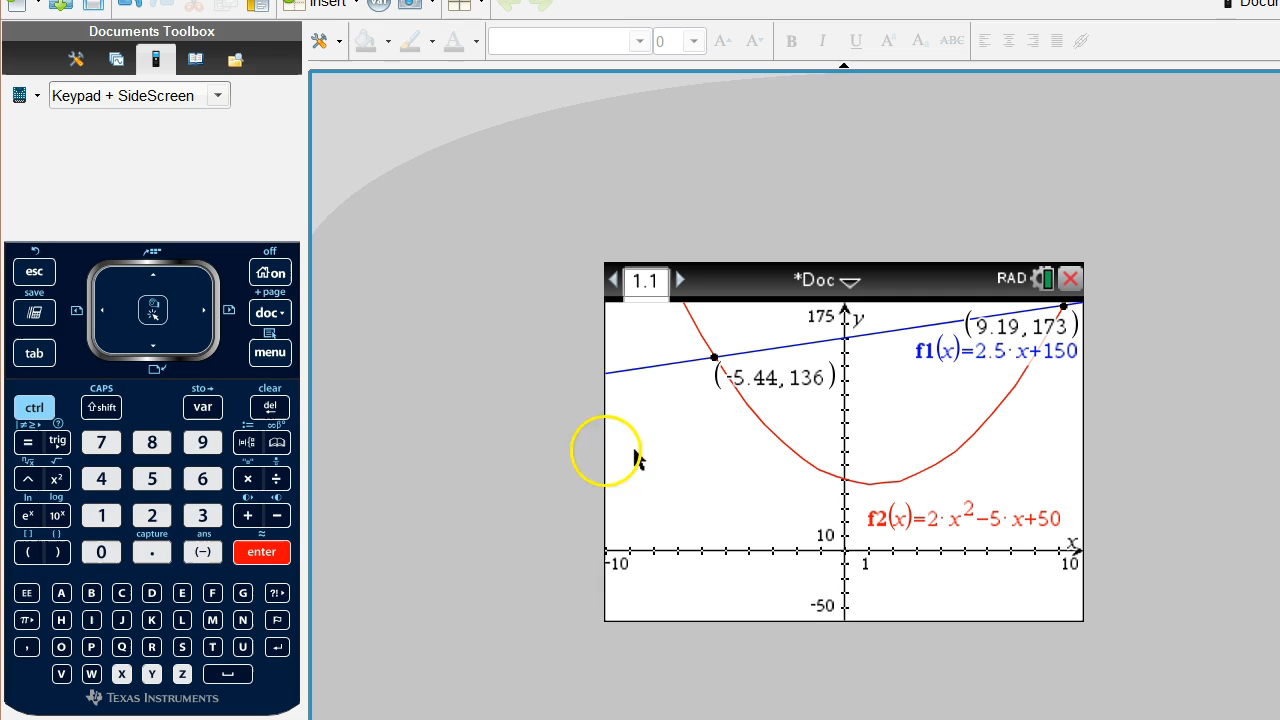 Insert
Docum
Documents Toolbox
0
A A A B I U A A ABC
Keypad + SideScreen
off
esc
on
save
+ page
doc
tab
menu
CAPS sto→ clear
ctrl ⇧shift var del
|≠≥► := ∞β°
= trig 7 8 9
ⁿ√x √
^ x² 4 5 6 × ÷
ln log
eˣ 10ˣ 1 2 3 + −
[ ] { } capture ans ≈
( ) 0 . (−) enter
EE A B C D E F G ?!►
π► H I J K L M N
, O P Q R S T U
V W X Y Z
TEXAS INSTRUMENTS
1.1 *Doc RAD
175 y
(9.19, 173)
f1(x)=2.5·x+150
(-5.44, 136)
f2(x)=2·x²−5·x+50
10 x
-10 1 10
-50